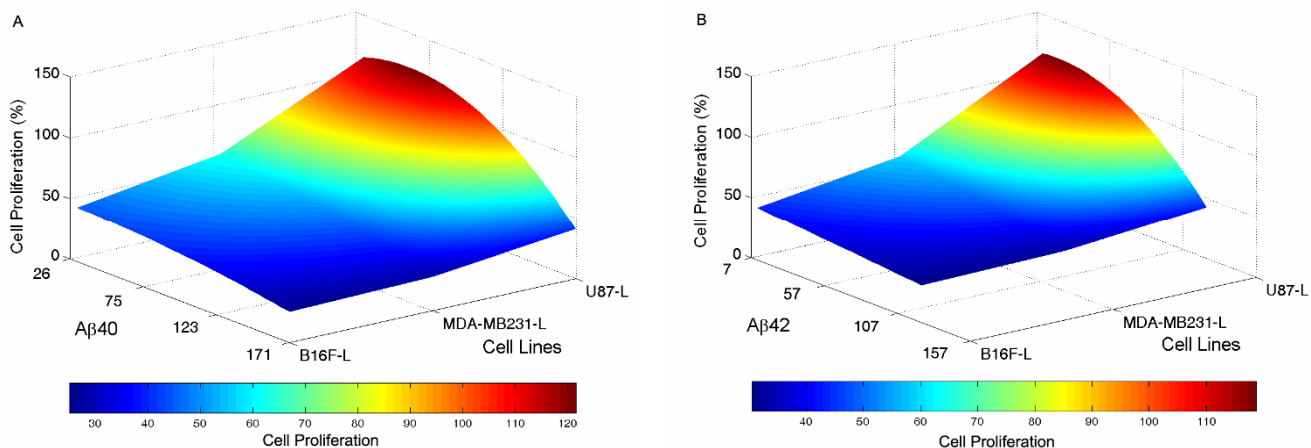 A
150
100
50
0
Cell Proliferation (%)
26
75
123
171
Aβ40
B16F-L
MDA-MB231-L
U87-L
Cell Lines
30 40 50 60 70 80 90 100 110 120
Cell Proliferation
B
150
100
50
0
Cell Proliferation (%)
7
57
107
157
Aβ42
B16F-L
MDA-MB231-L
U87-L
Cell Lines
40 50 60 70 80 90 100 110
Cell Proliferation